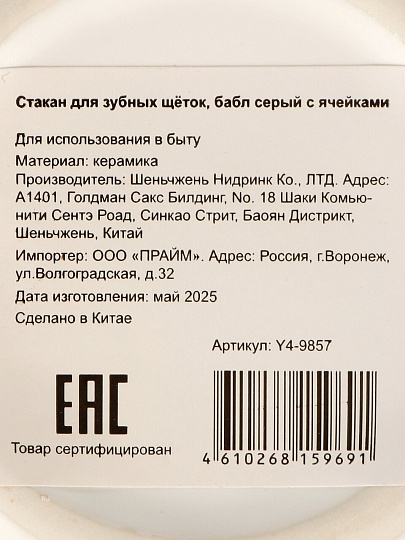 Стакан для зубных щёток, бабл серый с ячейками
Для использования в быту
Материал: керамика
Производитель: Шеньчжень Нидринк Ко., ЛТД. Адрес:
А1401, Голдман Сакс Билдинг, No. 18 Шаки Комью-
нити Сентэ Роад, Синкао Стрит, Баоян Дистрикт,
Шеньчжень, Китай
Импортер: ООО «ПРАЙМ». Адрес: Россия, г.Воронеж,
ул.Волгоградская, д.32
Дата изготовления: май 2025
Сделано в Китае
Артикул: Y4-9857
EAC
Товар сертифицирован
4 610268 159691